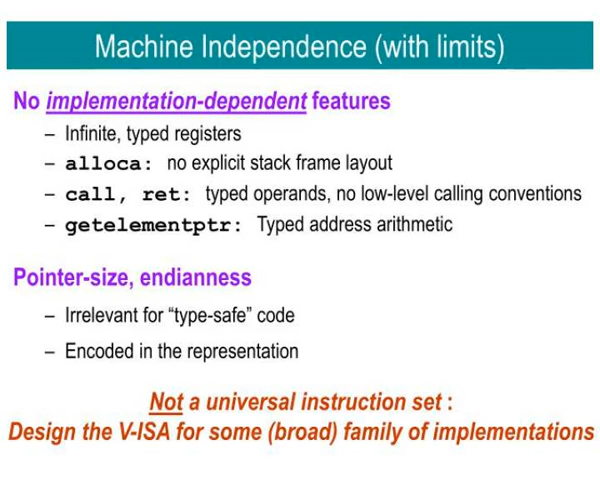 Machine Independence (with limits)
No implementation-dependent features
– Infinite, typed registers
– alloca: no explicit stack frame layout
– call, ret: typed operands, no low-level calling conventions
– getelementptr: Typed address arithmetic
Pointer-size, endianness
– Irrelevant for “type-safe” code
– Encoded in the representation
Not a universal instruction set :
Design the V-ISA for some (broad) family of implementations